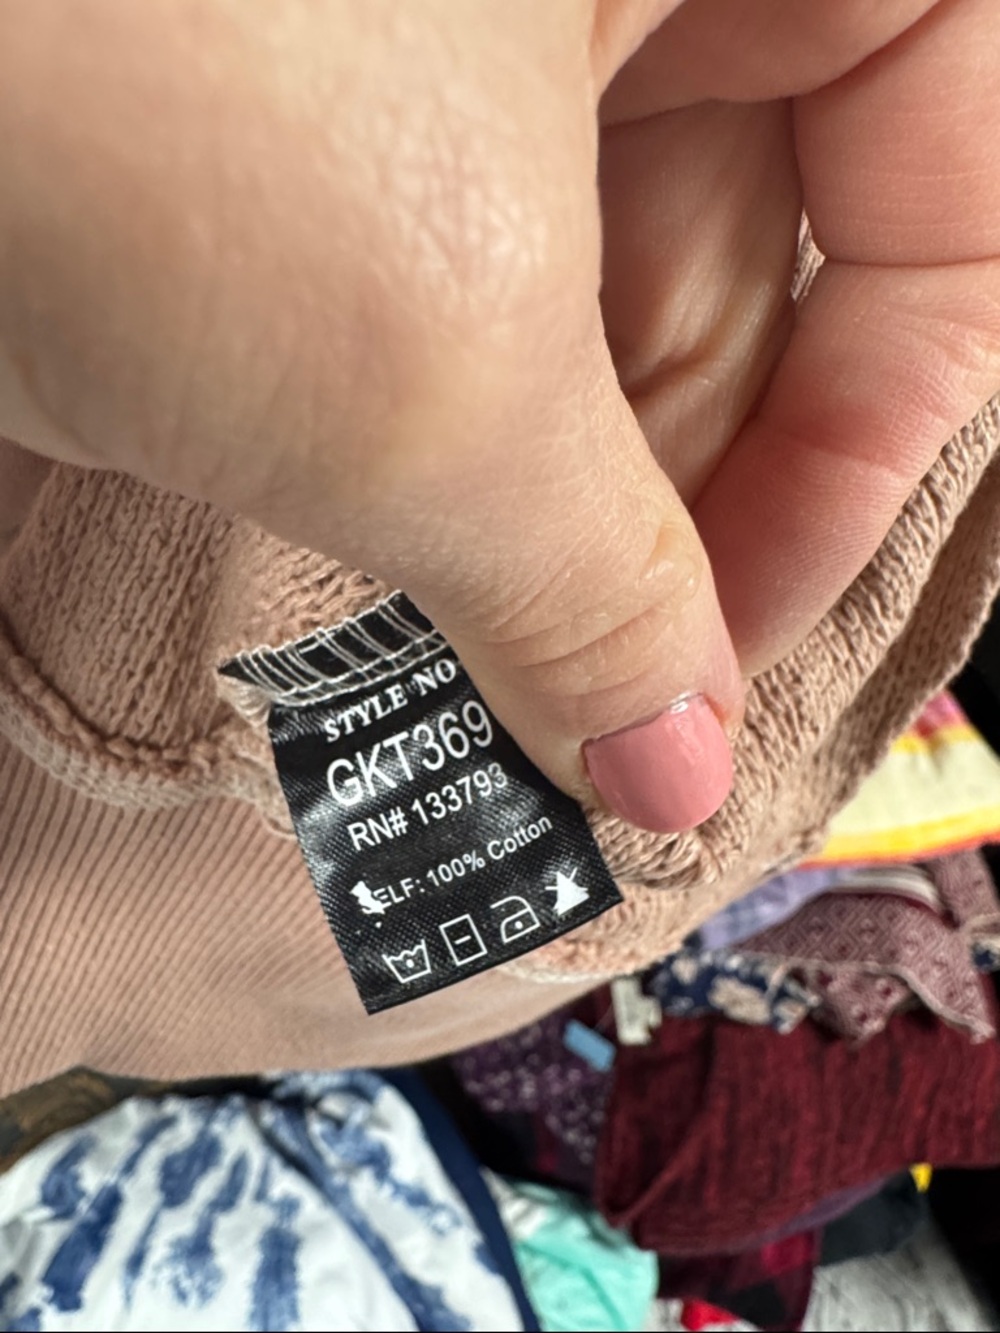 STYLE NO
GKT369
RN# 133793
ELF: 100% Cotton